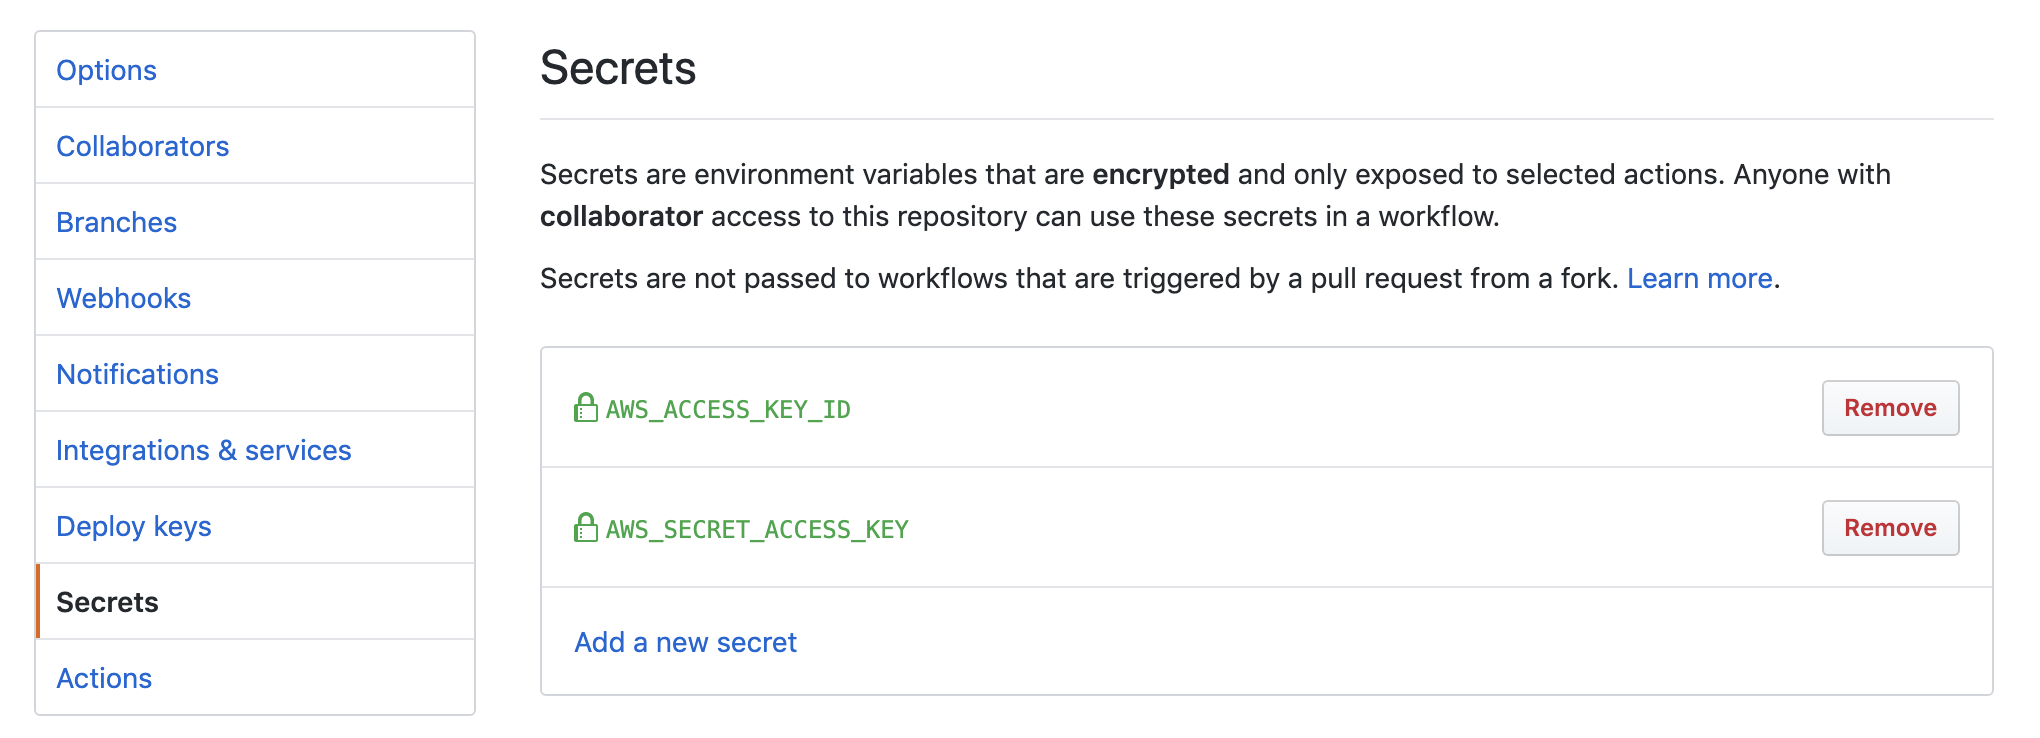 Options
Collaborators
Branches
Webhooks
Notifications
Integrations & services
Deploy keys
Secrets
Actions
Secrets
Secrets are environment variables that are encrypted and only exposed to selected actions. Anyone with
collaborator access to this repository can use these secrets in a workflow.
Secrets are not passed to workflows that are triggered by a pull request from a fork. Learn more.
AWS_ACCESS_KEY_ID
Remove
AWS_SECRET_ACCESS_KEY
Remove
Add a new secret